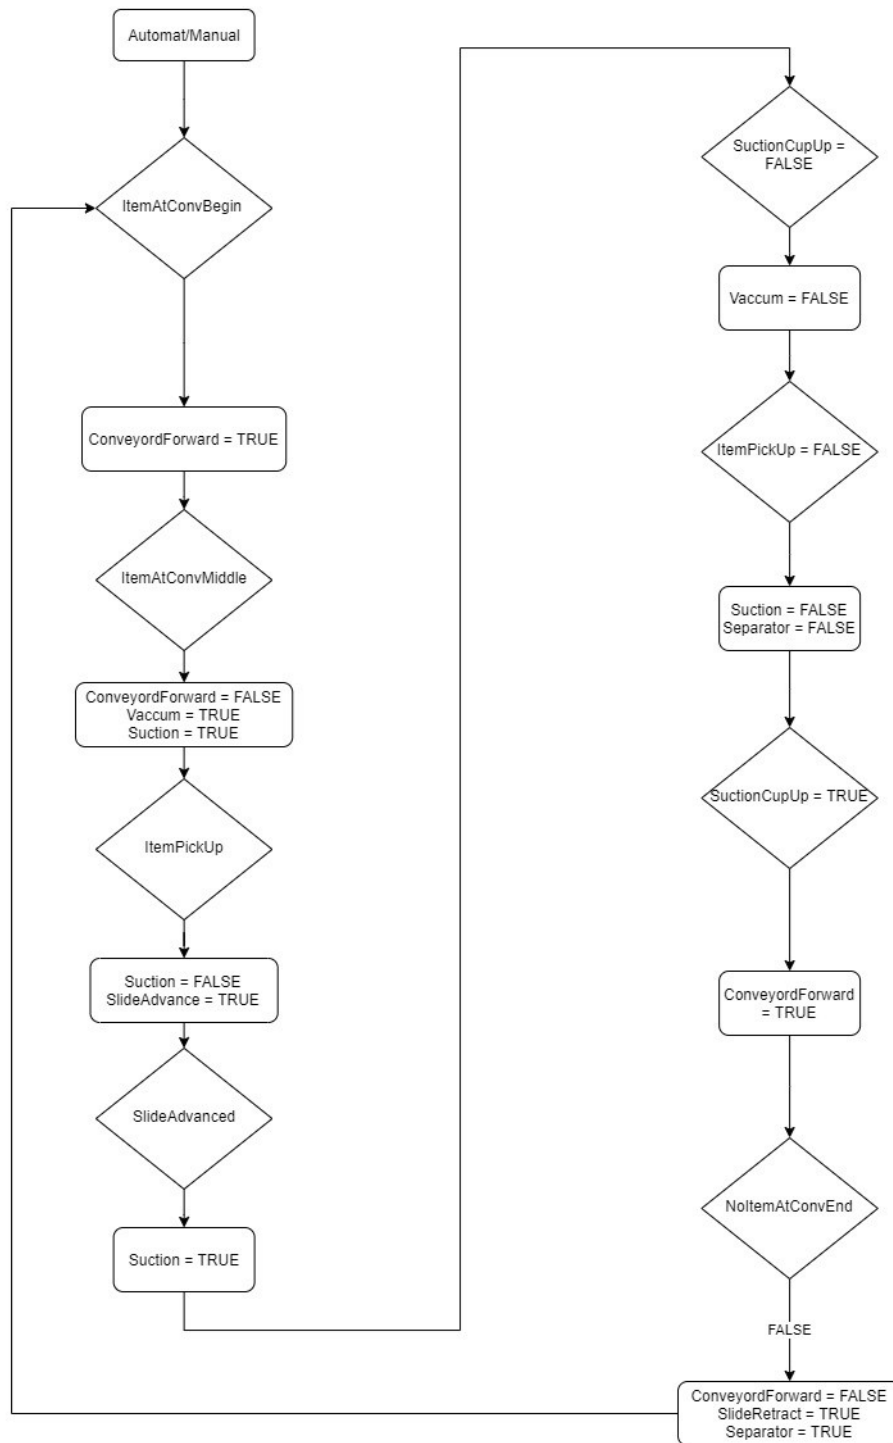 Automat/Manual
ItemAtConvBegin
ConveyordForward = TRUE
ItemAtConvMiddle
ConveyordForward = FALSE
Vaccum = TRUE
Suction = TRUE
ItemPickUp
Suction = FALSE
SlideAdvance = TRUE
SlideAdvanced
Suction = TRUE
SuctionCupUp =
FALSE
Vaccum = FALSE
ItemPickUp = FALSE
Suction = FALSE
Separator = FALSE
SuctionCupUp = TRUE
ConveyordForward
= TRUE
NoItemAtConvEnd
FALSE
ConveyordForward = FALSE
SlideRetract = TRUE
Separator = TRUE